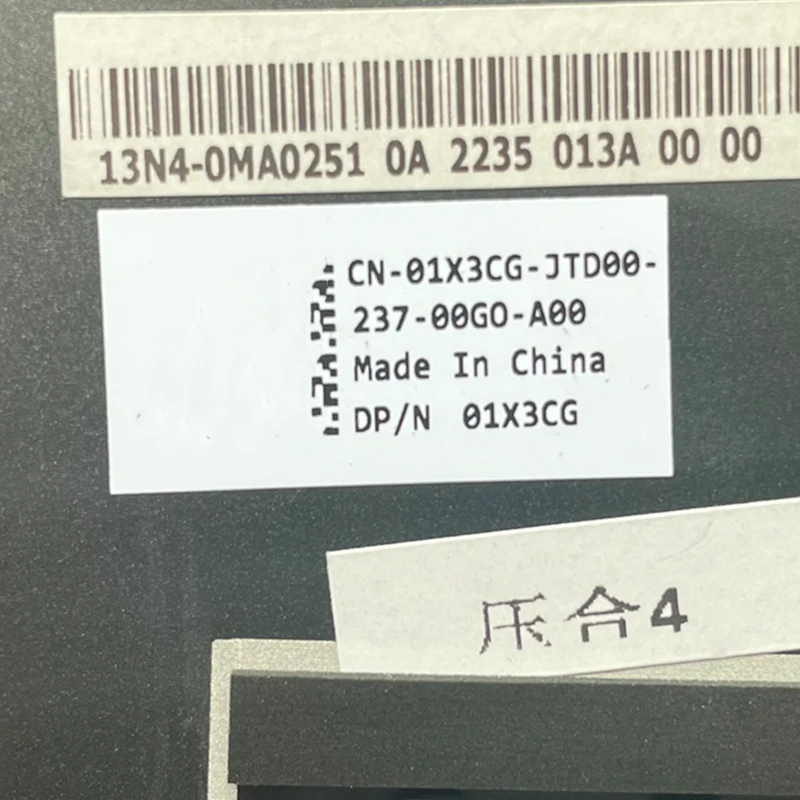 13N4-0MA0251 0A 2235 013A 00 00
CN-01X3CG-JTD00-
237-00GO-A00
Made In China
DP/N 01X3CG
压合4